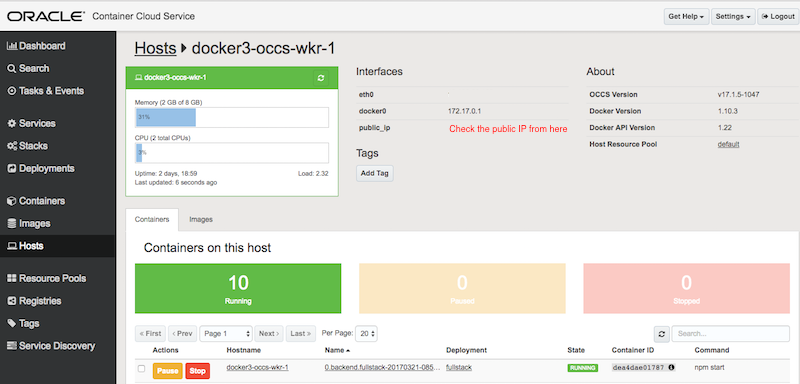 ORACLE® Container Cloud Service
Get Help Settings Logout
Dashboard
Search
Tasks & Events
Services
Stacks
Deployments
Containers
Images
Hosts
Resource Pools
Registries
Tags
Service Discovery
Hosts docker3-occs-wkr-1
docker3-occs-wkr-1
Memory (2 GB of 8 GB)
31%
CPU (2 total CPUs)
3%
Uptime: 2 days, 18:59 Load: 2.32
Last updated: 6 seconds ago
Interfaces
eth0
docker0 172.17.0.1
public_ip Check the public IP from here
Tags
Add Tag
About
OCCS Version v17.1.5-1047
Docker Version 1.10.3
Docker API Version 1.22
Host Resource Pool default
Containers Images
Containers on this host
10
Running
0
Paused
0
Stopped
« First ‹ Prev Page 1 Next › Last » Per Page: 20 Search...
Actions Hostname Name Deployment State Container ID Command
Pause Stop docker3-occs-wkr-1 0.backend.fullstack-20170321-085... fullstack RUNNING dea4dae01787 npm start